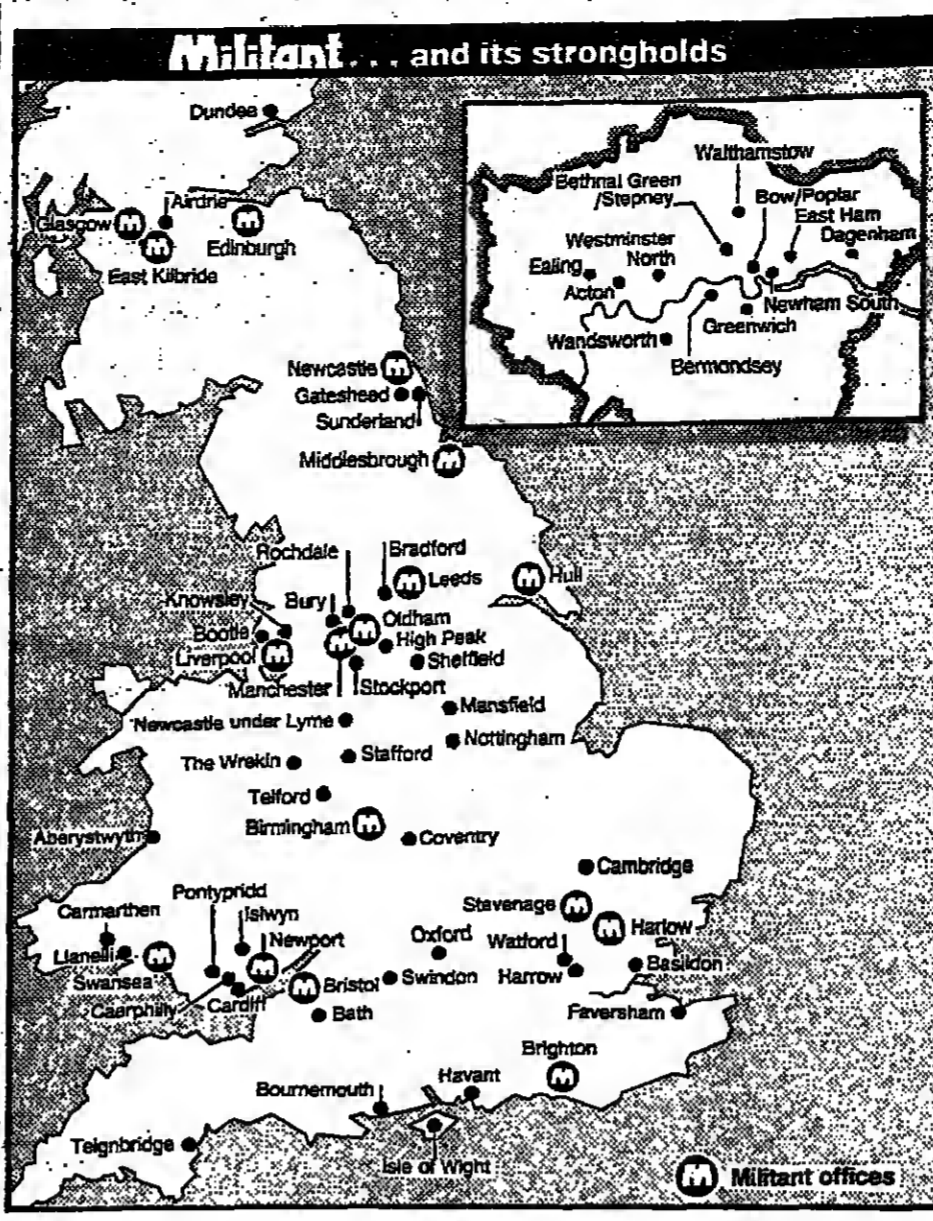 Militant... and its strongholds
Dundee
Glasgow
Airdrie
Edinburgh
East Kilbride
Walthamstow
Bethnal Green
/Stepney
Bow/Poplar
East Ham
Dagenham
Westminster
North
Ealing
Acton
Newham South
Greenwich
Wandsworth
Bermondsey
Newcastle
Gateshead
Sunderland
Middlesbrough
Rochdale
Bradford
Leeds
Hull
Knowsley
Bury
Oldham
Bootle
High Peak
Liverpool
Sheffield
Manchester
Stockport
Mansfield
Newcastle under Lyme
Nottingham
The Wrekin
Stafford
Telford
Birmingham
Coventry
Aberystwyth
Cambridge
Pontypridd
Stevenage
Carmarthen
Islwyn
Harlow
Newport
Oxford
Watford
Llanelli
Swansea
Bristol
Swindon
Harrow
Basildon
Caerphilly
Cardiff
Bath
Faversham
Brighton
Bournemouth
Havant
Teignbridge
Isle of Wight
Militant offices